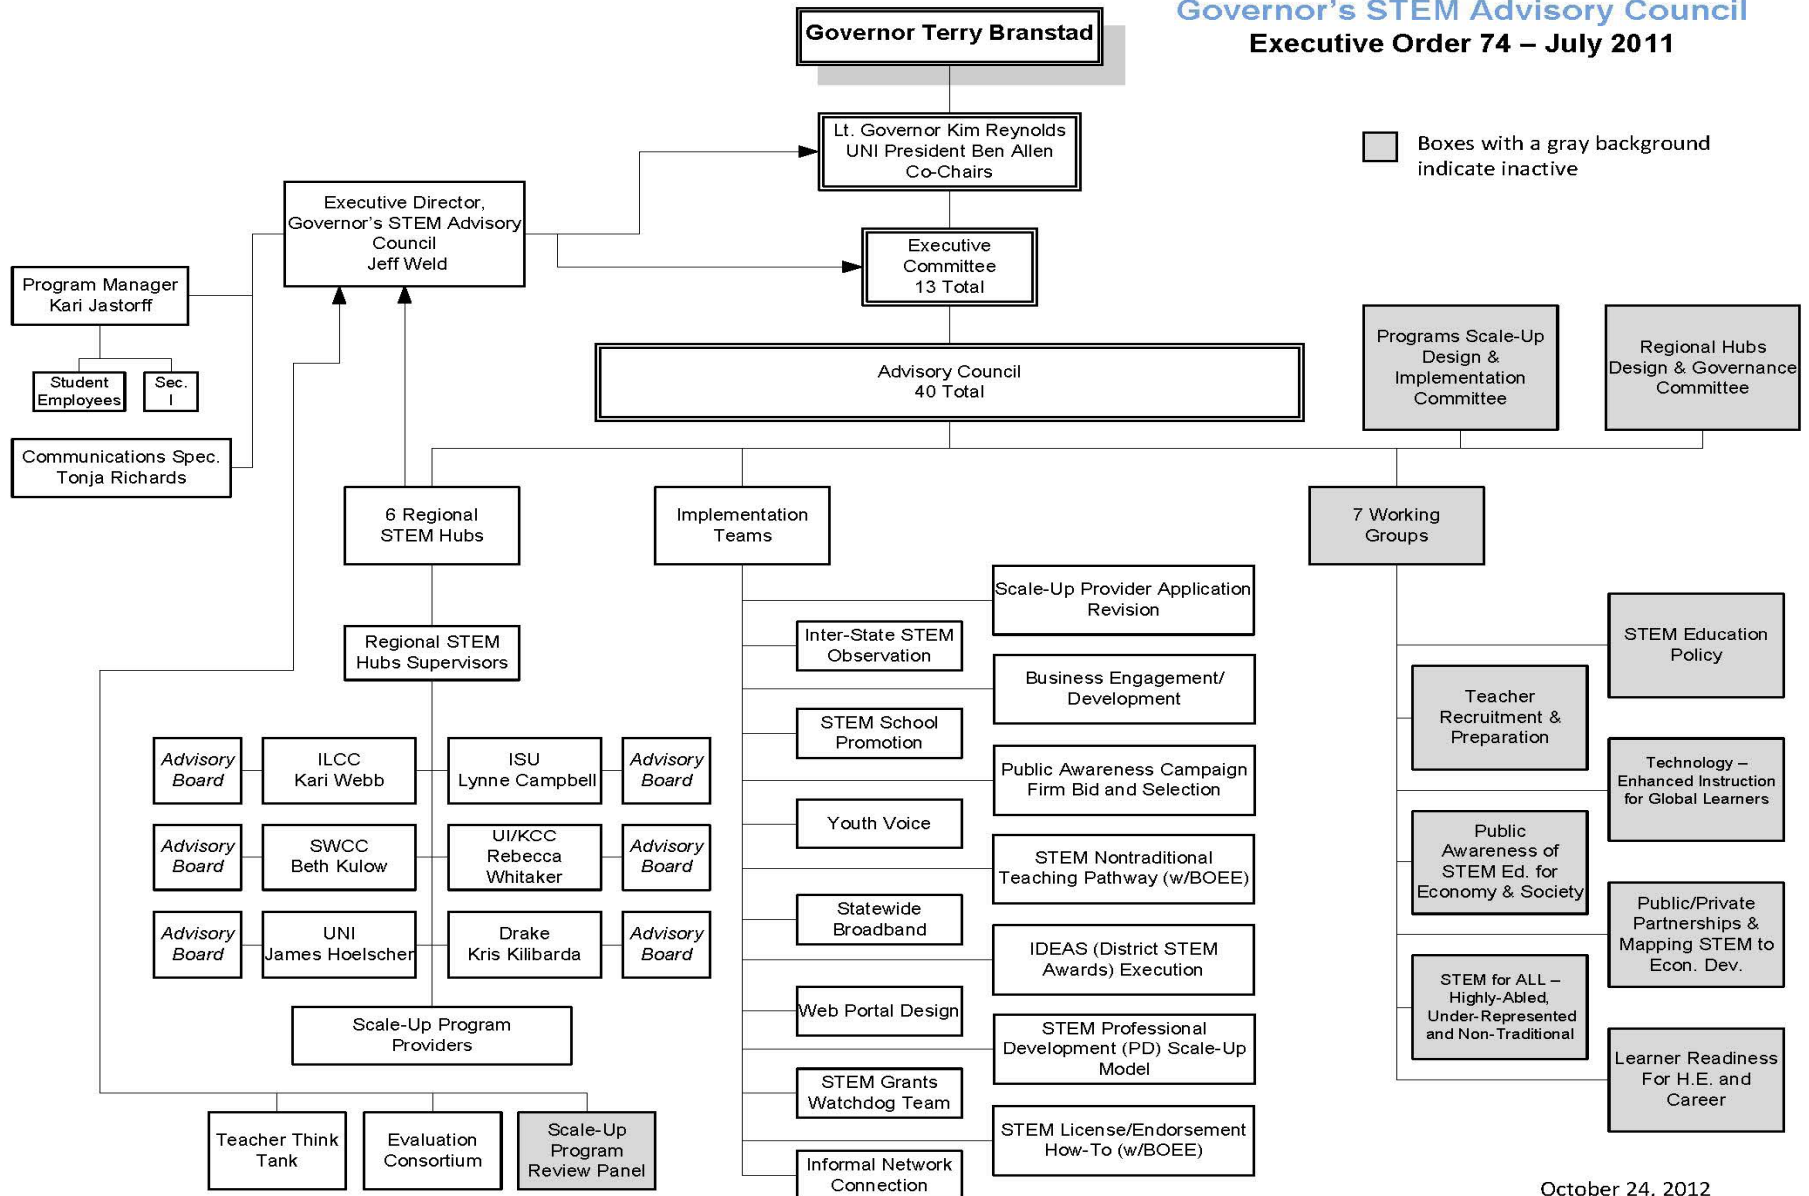 Governor's STEM Advisory Council
Executive Order 74 – July 2011
Governor Terry Branstad
Lt. Governor Kim Reynolds
UNI President Ben Allen
Co-Chairs
Boxes with a gray background
indicate inactive
Executive Director,
Governor's STEM Advisory
Council
Jeff Weld
Executive
Committee
13 Total
Program Manager
Kari Jastorff
Student
Employees
Sec.
I
Communications Spec.
Tonja Richards
Advisory Council
40 Total
Programs Scale-Up
Design &
Implementation
Committee
Regional Hubs
Design & Governance
Committee
6 Regional
STEM Hubs
Implementation
Teams
7 Working
Groups
Regional STEM
Hubs Supervisors
Advisory
Board
ILCC
Kari Webb
ISU
Lynne Campbell
Advisory
Board
Advisory
Board
SWCC
Beth Kulow
UI/KCC
Rebecca
Whitaker
Advisory
Board
Advisory
Board
UNI
James Hoelscher
Drake
Kris Kilibarda
Advisory
Board
Scale-Up Program
Providers
Teacher Think
Tank
Evaluation
Consortium
Scale-Up
Program
Review Panel
Scale-Up Provider Application
Revision
Inter-State STEM
Observation
Business Engagement/
Development
STEM School
Promotion
Public Awareness Campaign
Firm Bid and Selection
Youth Voice
STEM Nontraditional
Teaching Pathway (w/BOEE)
Statewide
Broadband
IDEAS (District STEM
Awards) Execution
Web Portal Design
STEM Professional
Development (PD) Scale-Up
Model
STEM Grants
Watchdog Team
STEM License/Endorsement
How-To (w/BOEE)
Informal Network
Connection
STEM Education
Policy
Teacher
Recruitment &
Preparation
Technology –
Enhanced Instruction
for Global Learners
Public
Awareness of
STEM Ed. for
Economy & Society
Public/Private
Partnerships &
Mapping STEM to
Econ. Dev.
STEM for ALL –
Highly-Abled,
Under-Represented
and Non-Traditional
Learner Readiness
For H.E. and
Career
October 24, 2012